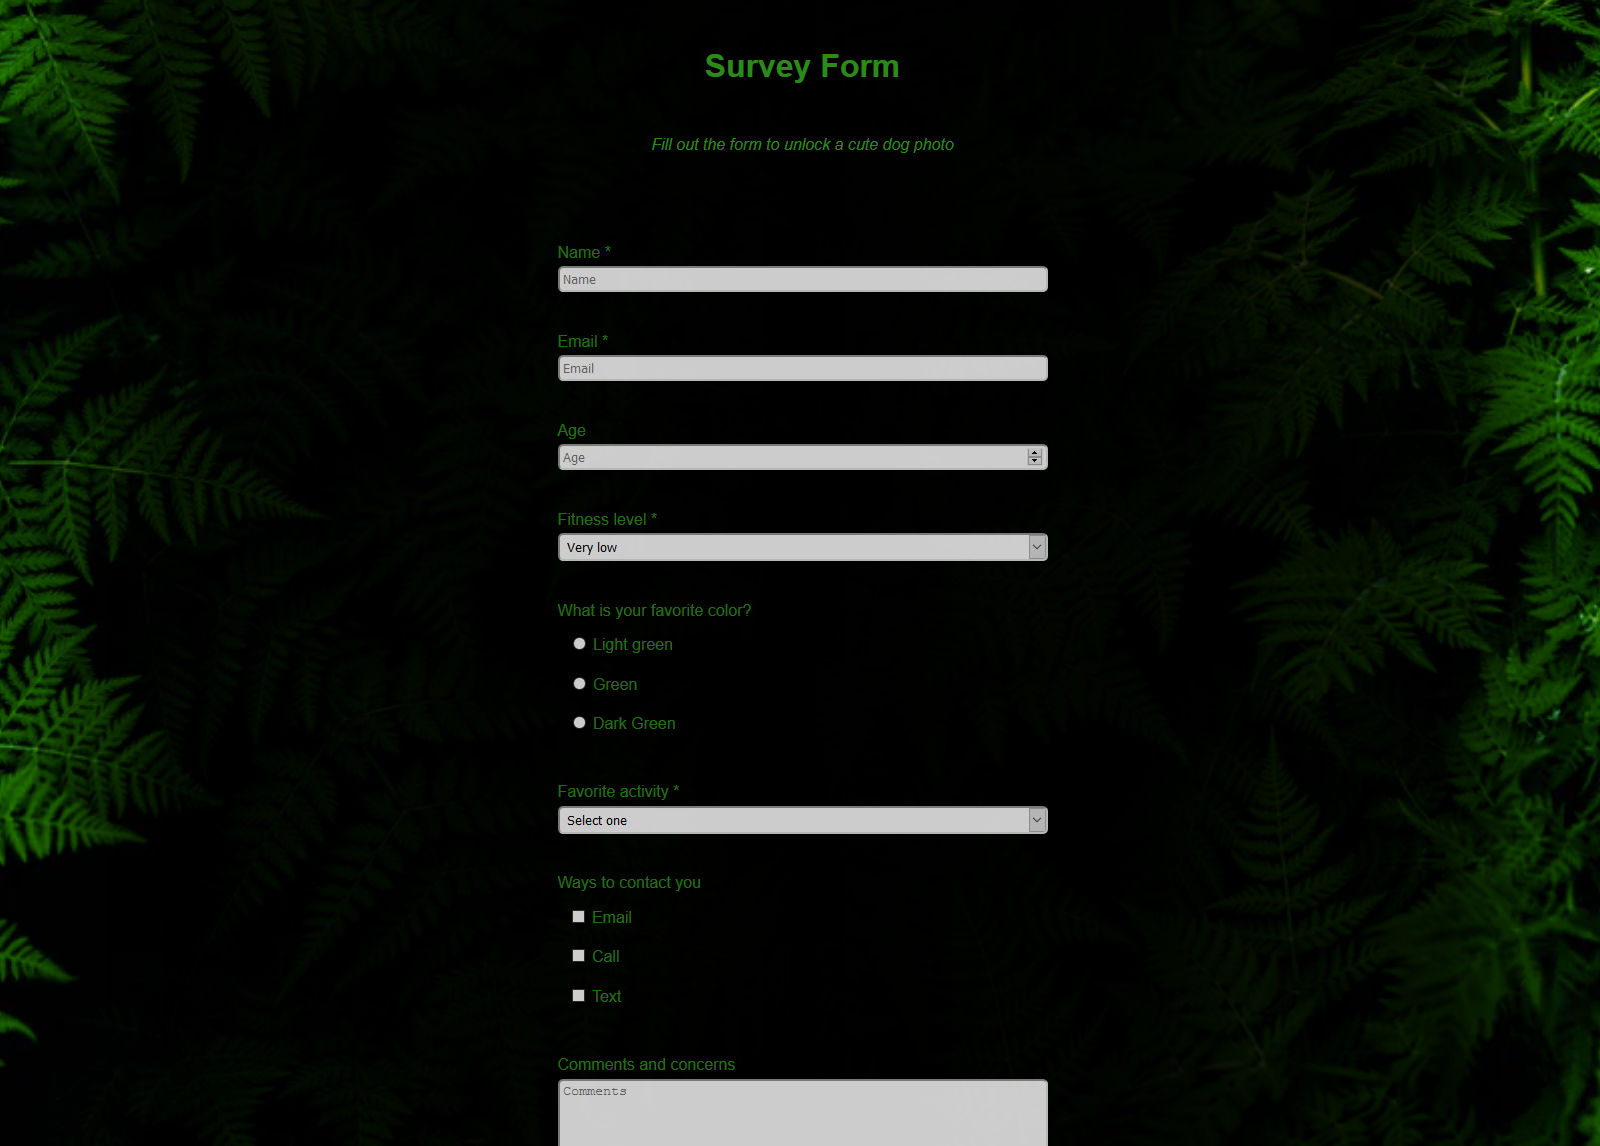 Survey Form
Fill out the form to unlock a cute dog photo
Name *
Name
Email *
Email
Age
Age
Fitness level *
Very low
What is your favorite color?
Light green
Green
Dark Green
Favorite activity *
Select one
Ways to contact you
Email
Call
Text
Comments and concerns
Comments